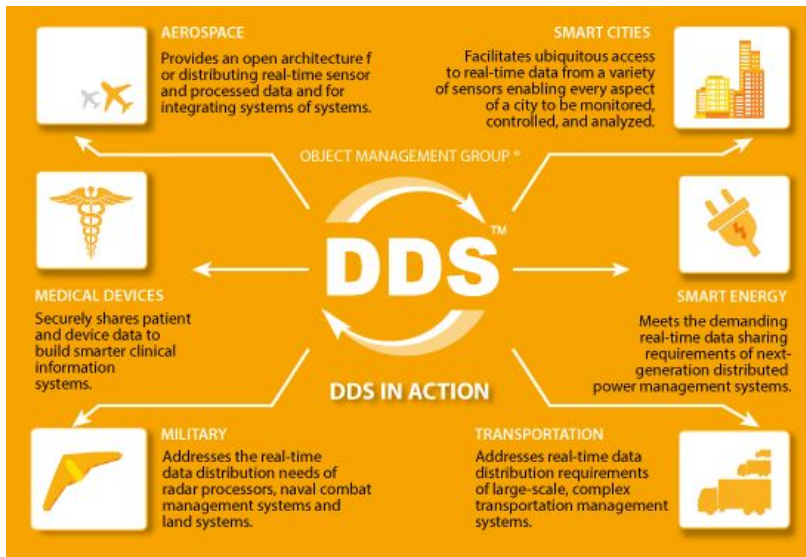 AEROSPACE
Provides an open architecture f
or distributing real-time sensor
and processed data and for
integrating systems of systems.
SMART CITIES
Facilitates ubiquitous access
to real-time data from a variety
of sensors enabling every aspect
of a city to be monitored,
controlled, and analyzed.
OBJECT MANAGEMENT GROUP ®
DDS™
DDS IN ACTION
MEDICAL DEVICES
Securely shares patient
and device data to
build smarter clinical
information
systems.
SMART ENERGY
Meets the demanding
real-time data sharing
requirements of next-
generation distributed
power management systems.
MILITARY
Addresses the real-time
data distribution needs of
radar processors, naval combat
management systems and
land systems.
TRANSPORTATION
Addresses real-time data
distribution requirements
of large-scale, complex
transportation management
systems.